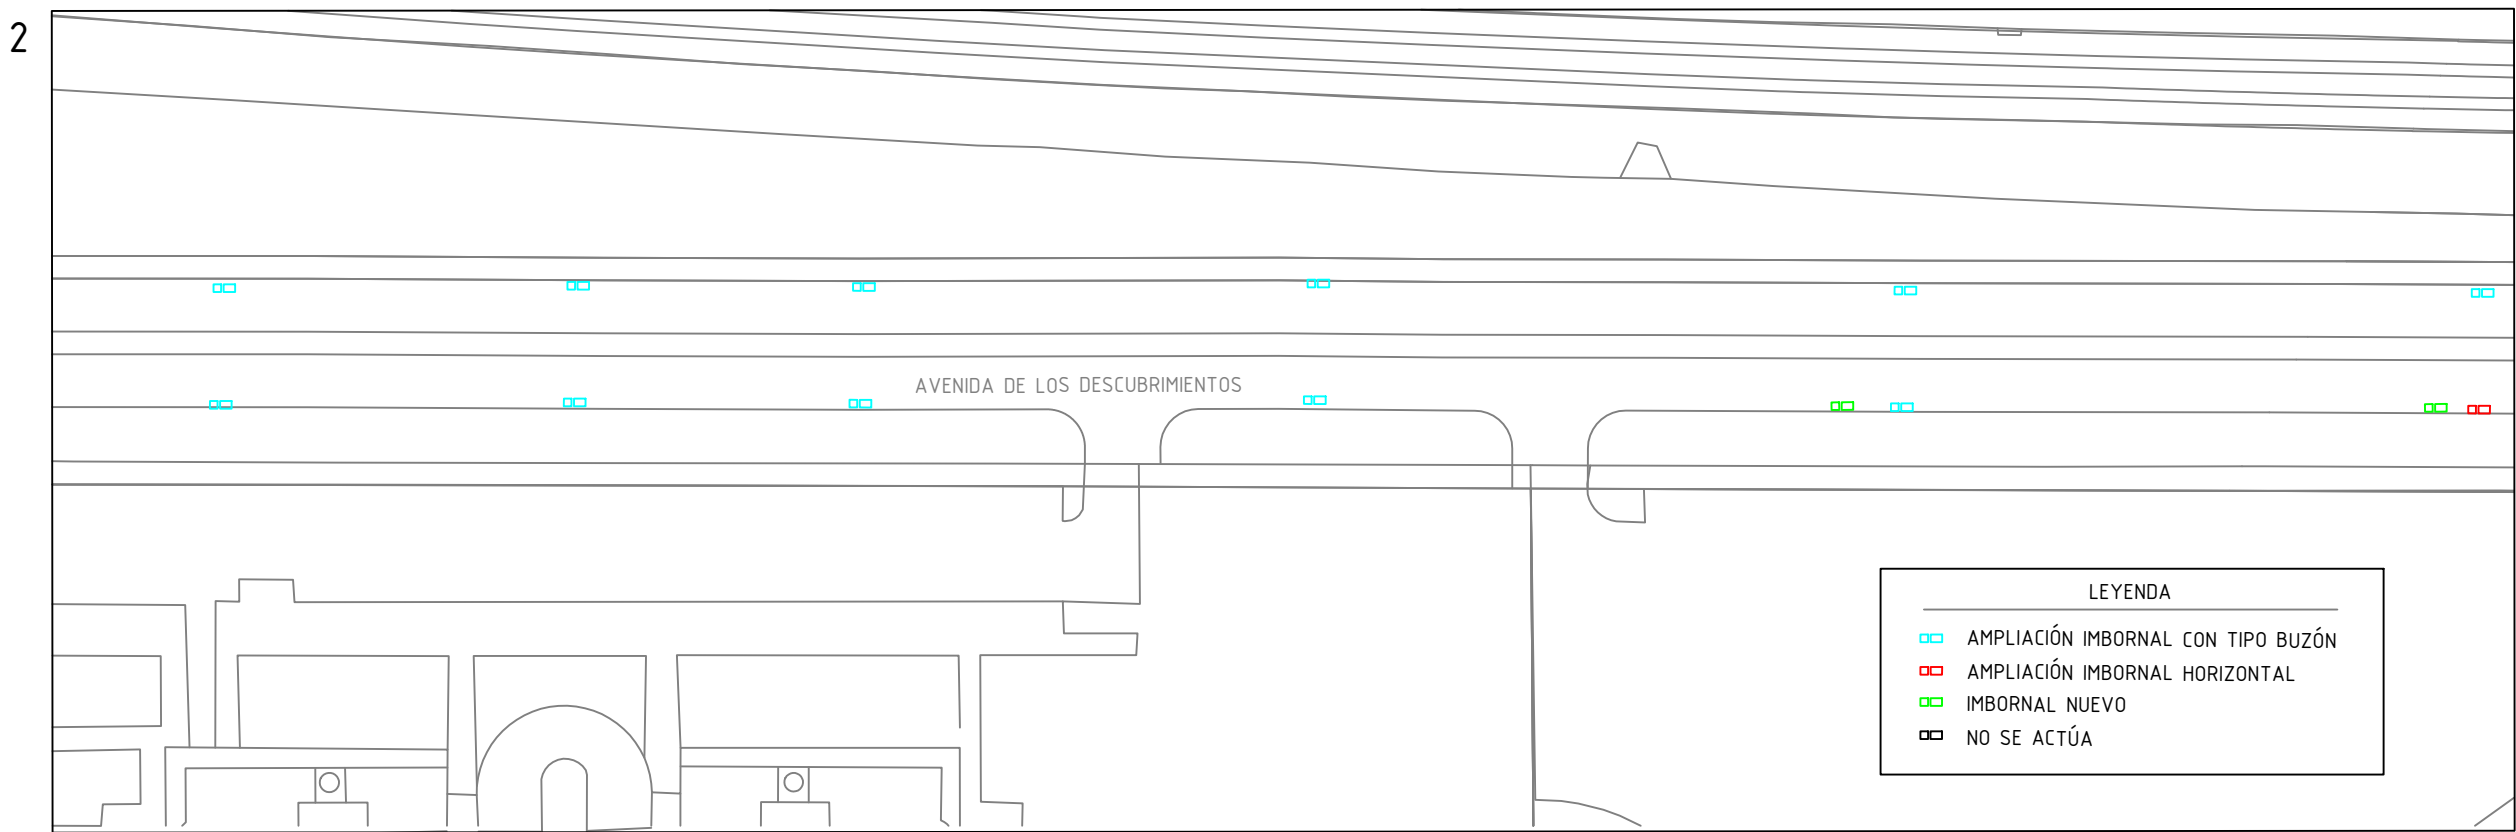 2
AVENIDA DE LOS DESCUBRIMIENTOS
LEYENDA
AMPLIACIÓN IMBORNAL CON TIPO BUZÓN
AMPLIACIÓN IMBORNAL HORIZONTAL
IMBORNAL NUEVO
NO SE ACTÚA